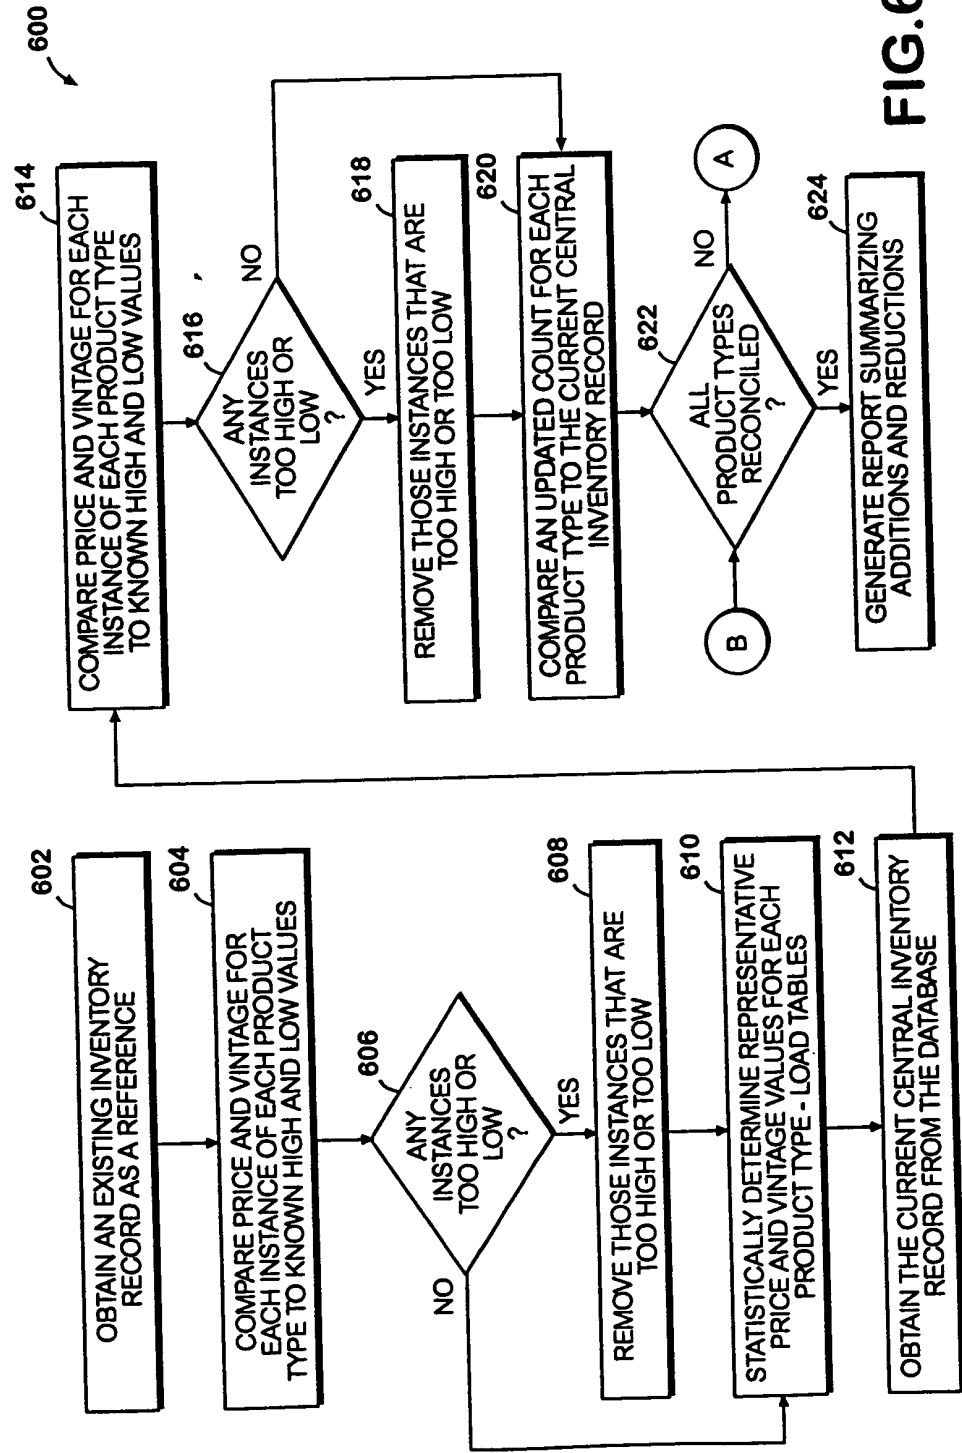 600
602
OBTAIN AN EXISTING INVENTORY
RECORD AS A REFERENCE
604
COMPARE PRICE AND VINTAGE FOR
EACH INSTANCE OF EACH PRODUCT
TYPE TO KNOWN HIGH AND LOW VALUES
606
ANY
INSTANCES
TOO HIGH OR
LOW
?
NO
YES
608
REMOVE THOSE INSTANCES THAT ARE
TOO HIGH OR TOO LOW
610
STATISTICALLY DETERMINE REPRESENTATIVE
PRICE AND VINTAGE VALUES FOR EACH
PRODUCT TYPE - LOAD TABLES
612
OBTAIN THE CURRENT CENTRAL INVENTORY
RECORD FROM THE DATABASE
614
COMPARE PRICE AND VINTAGE FOR EACH
INSTANCE OF EACH PRODUCT TYPE
TO KNOWN HIGH AND LOW VALUES
616
ANY
INSTANCES
TOO HIGH OR
LOW
?
NO
YES
618
REMOVE THOSE INSTANCES THAT ARE
TOO HIGH OR TOO LOW
620
COMPARE AN UPDATED COUNT FOR EACH
PRODUCT TYPE TO THE CURRENT CENTRAL
INVENTORY RECORD
622
ALL
PRODUCT TYPES
RECONCILED
?
B
NO
A
YES
624
GENERATE REPORT SUMMARIZING
ADDITIONS AND REDUCTIONS
FIG.6